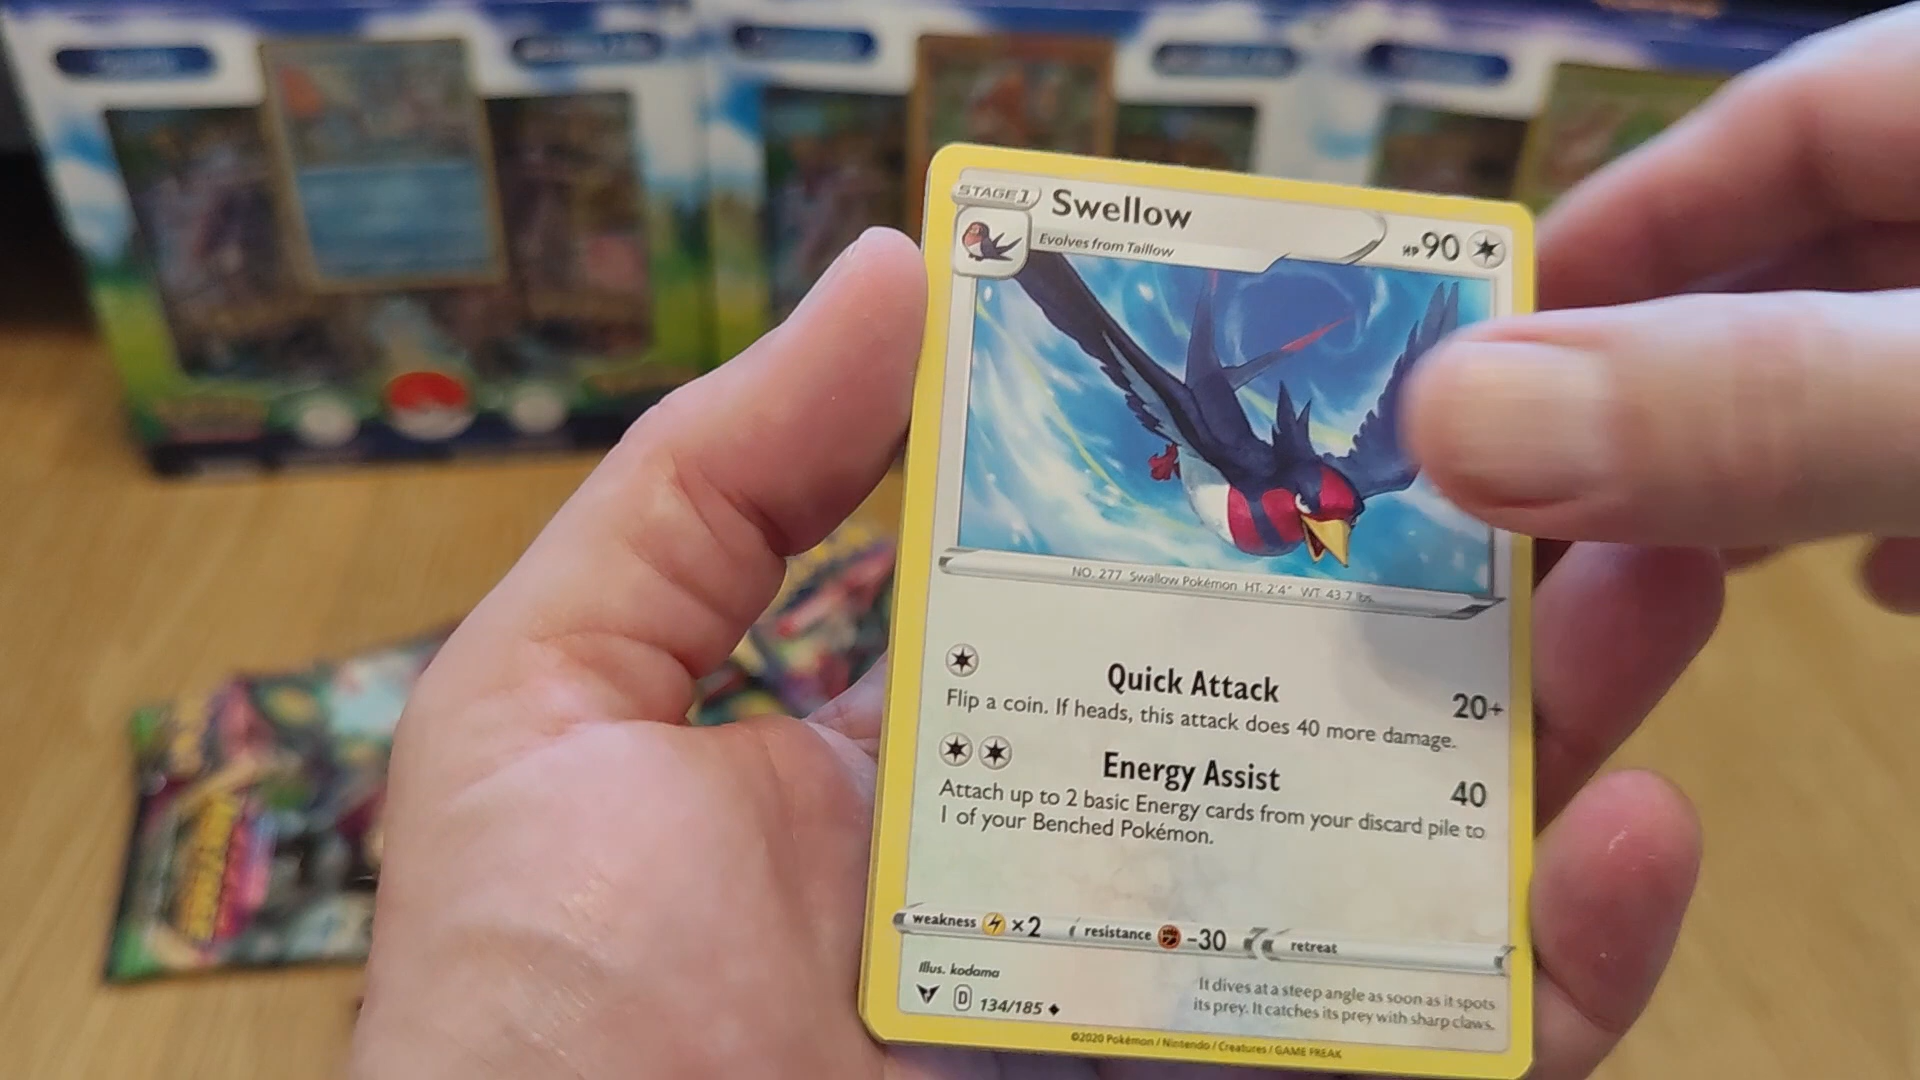 STAGE 1
Swellow
HP 90
Evolves from Taillow
NO. 277 Swallow Pokémon HT. 2'4" WT. 43.7 lbs.
Quick Attack
20+
Flip a coin. If heads, this attack does 40 more damage.
Energy Assist
40
Attach up to 2 basic Energy cards from your discard pile to
1 of your Benched Pokémon.
weakness ×2 resistance -30 retreat
Illus. kodama
D 134/185
It dives at a steep angle as soon as it spots
its prey. It catches its prey with sharp claws.
©2020 Pokémon / Nintendo / Creatures / GAME FREAK